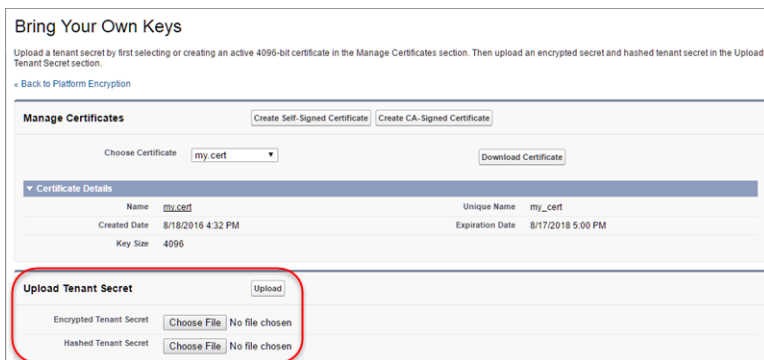 Bring Your Own Keys
Upload a tenant secret by first selecting or creating an active 4096-bit certificate in the Manage Certificates section. Then upload an encrypted secret and hashed tenant secret in the Upload
Tenant Secret section.
« Back to Platform Encryption
Manage Certificates Create Self-Signed Certificate Create CA-Signed Certificate
Choose Certificate my.cert Download Certificate
Certificate Details
Name my.cert Unique Name my_cert
Created Date 8/18/2016 4:32 PM Expiration Date 8/17/2018 5:00 PM
Key Size 4096
Upload Tenant Secret Upload
Encrypted Tenant Secret Choose File No file chosen
Hashed Tenant Secret Choose File No file chosen